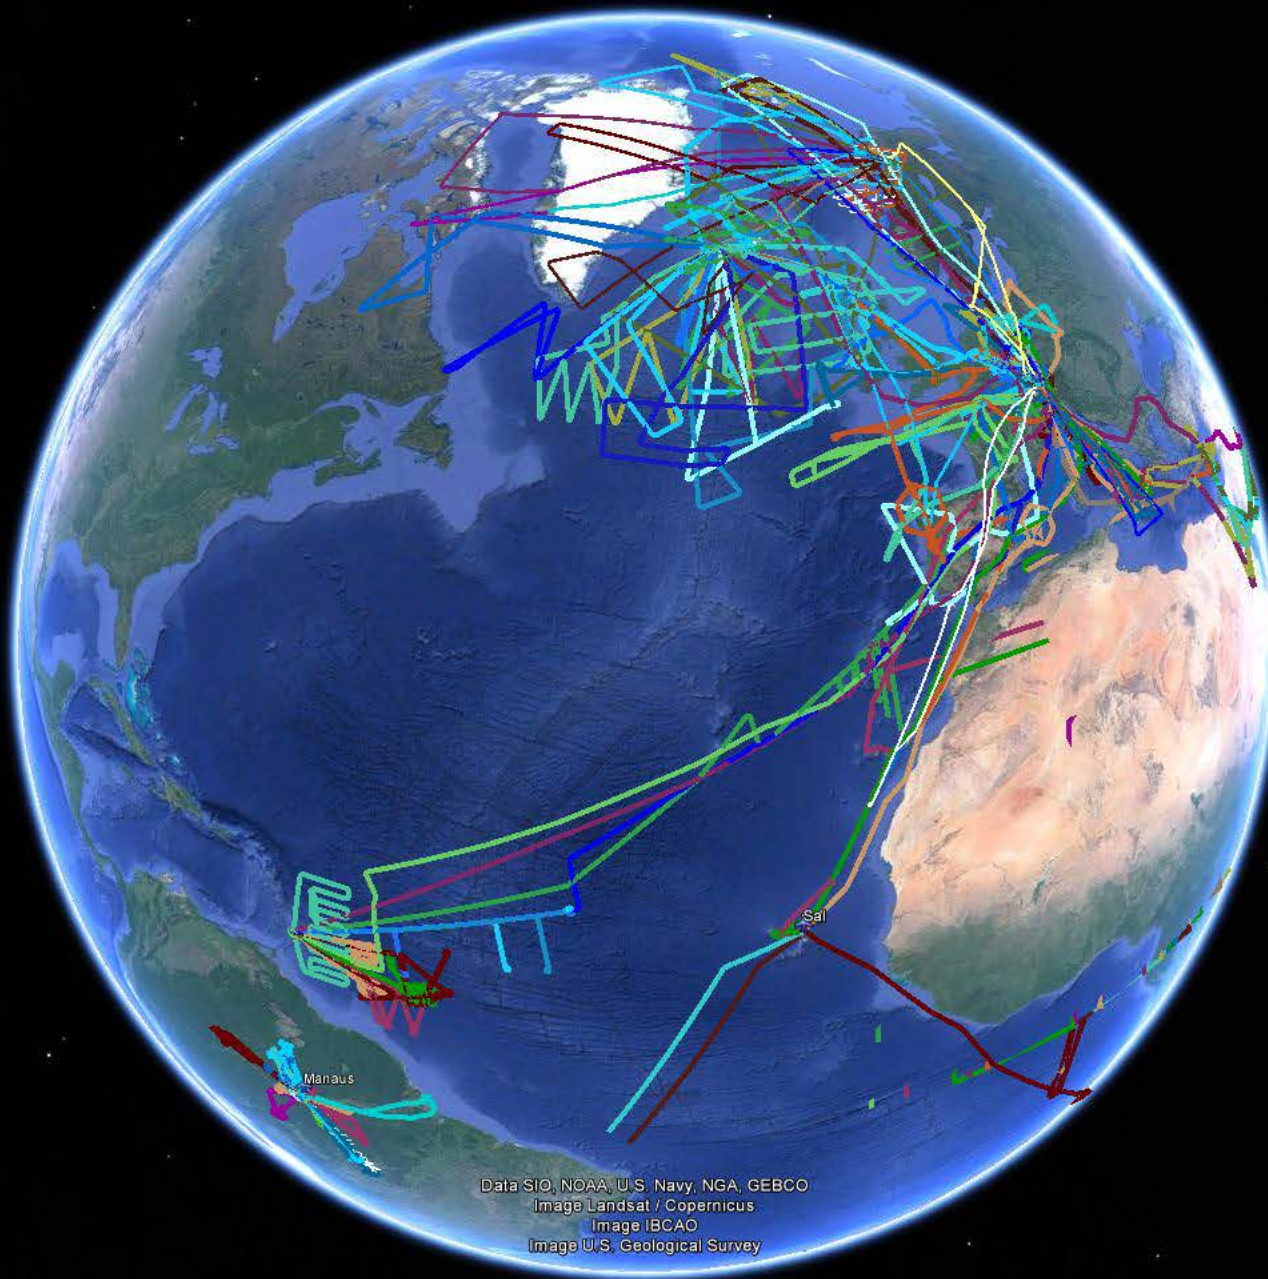 Sal
Manaus
Data SIO, NOAA, U.S. Navy, NGA, GEBCO
Image Landsat / Copernicus
Image IBCAO
Image U.S. Geological Survey